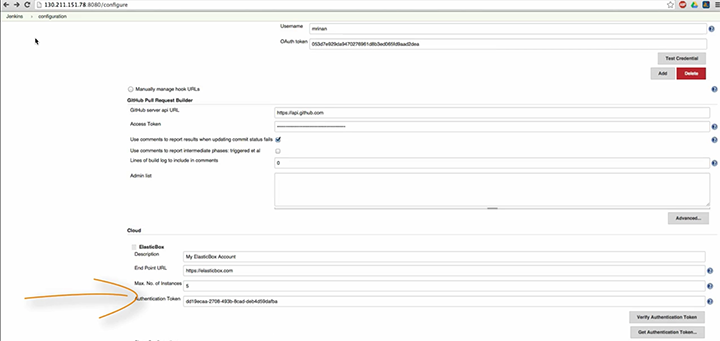 130.211.151.78:8080/configure
Jenkins › configuration
Username mrinan
OAuth token
Test Credential
Add Delete
Manually manage hook URLs
GitHub Pull Request Builder
GitHub server api URL https://api.github.com
Access Token
Use comments to report results when updating commit status fails
Use comments to report intermediate phases: triggered et al
Lines of build log to include in comments 0
Admin list
Advanced...
Cloud
ElasticBox
Description My ElasticBox Account
End Point URL https://elasticbox.com
Max. No. of Instances 5
Authentication Token dd19ecaa-2708-493b-8cad-deb4d59dafba
Verify Authentication Token
Get Authentication Token...